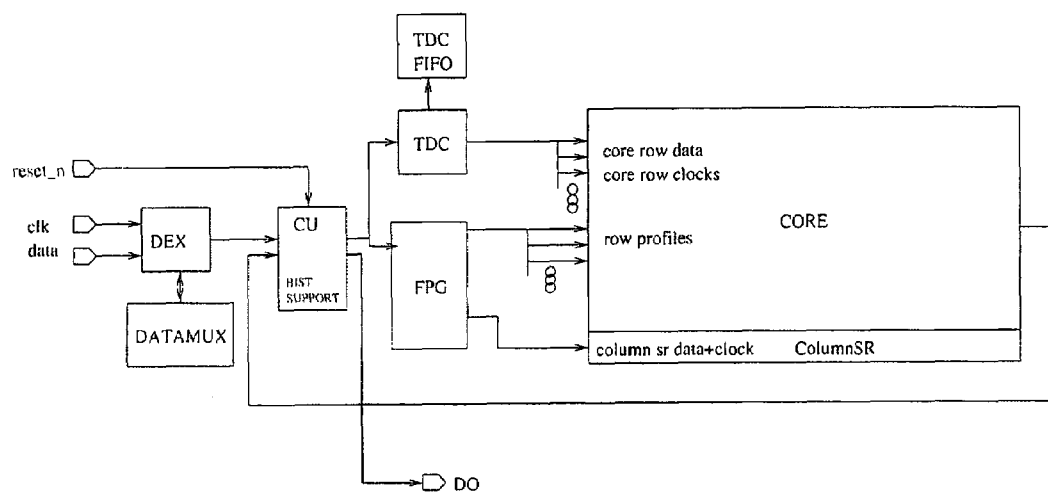 TDC
FIFO
TDC
core row data
core row clocks
reset_n
CORE
clk
data
DEX
CU
row profiles
BIST
SUPPORT
FPG
DATAMUX
column sr data+clock
ColumnSR
DO